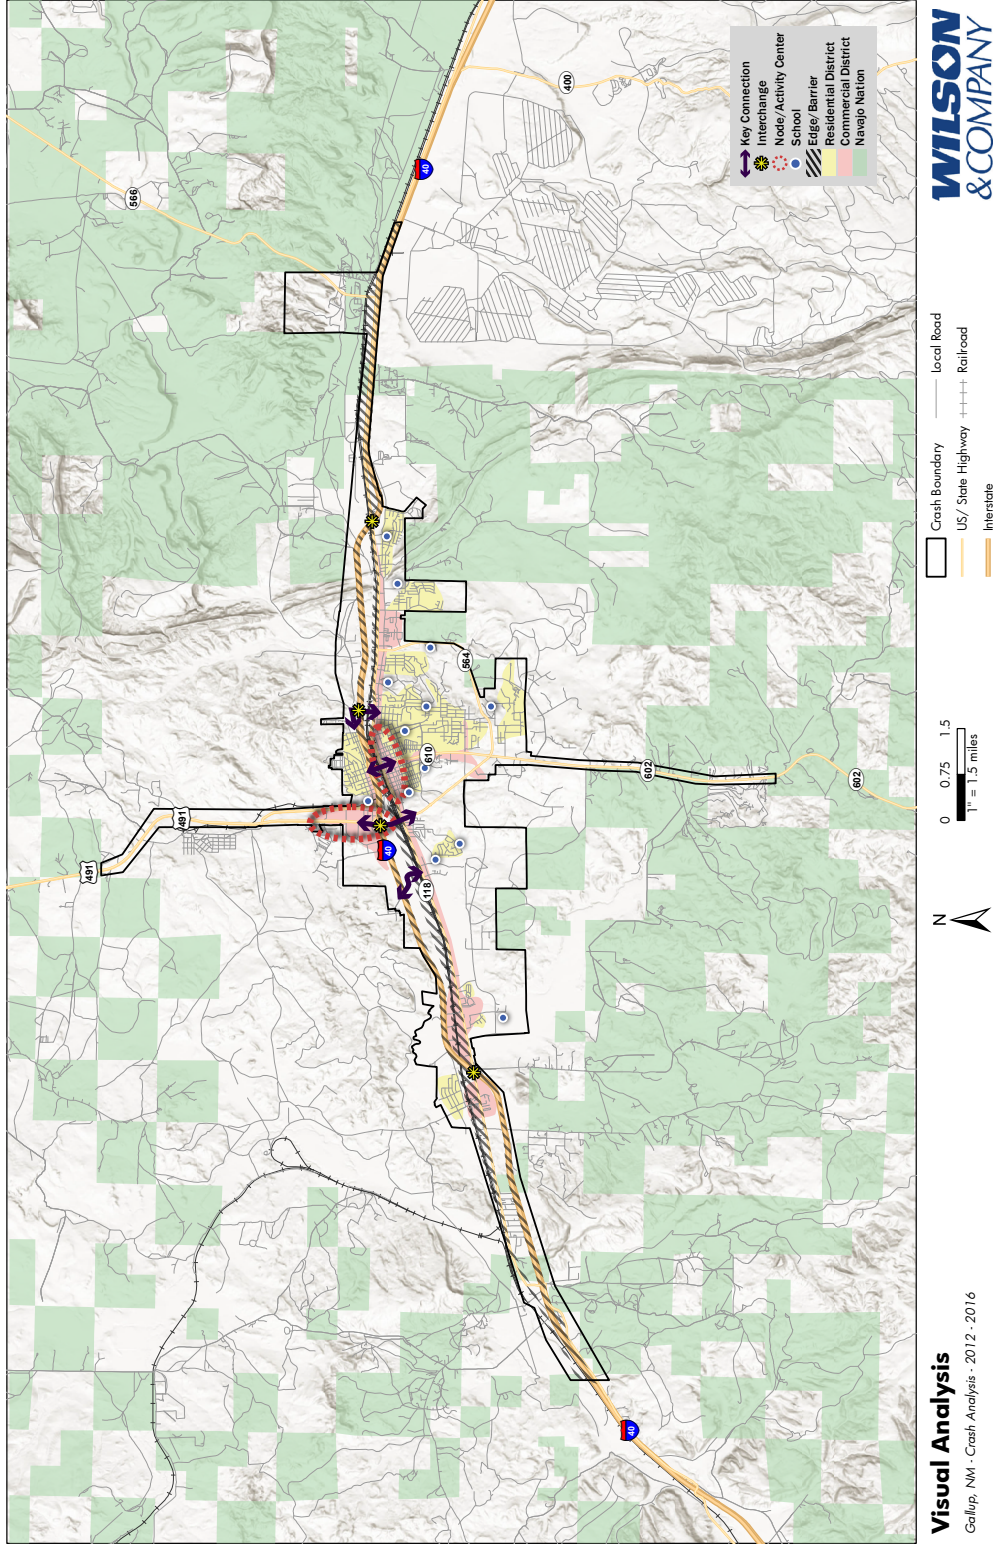 566
40
400
491
491
40
118
610
564
602
602
40
Key Connection
Interchange
Node/Activity Center
School
Edge/Barrier
Residential District
Commercial District
Navajo Nation
Visual Analysis
Gallup, NM - Crash Analysis - 2012 - 2016
N
0 0.75 1.5
1" = 1.5 miles
Crash Boundary
US/ State Highway
Interstate
Local Road
Railroad
WILSON
&COMPANY